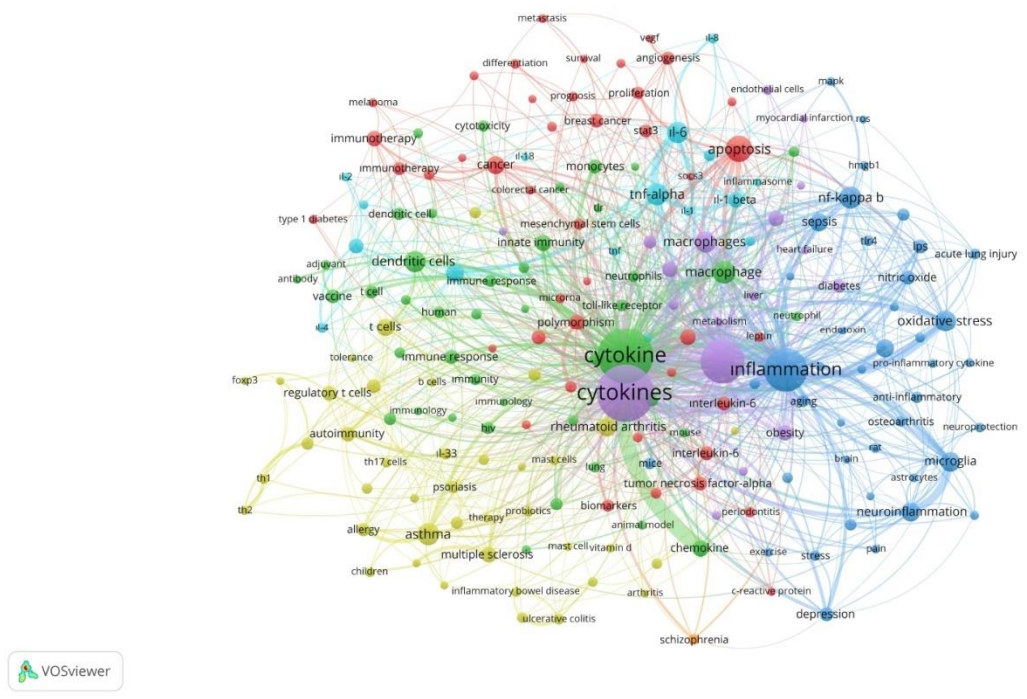 metastasis
vegf
il-8
differentiation
survival
angiogenesis
mapk
melanoma
prognosis
proliferation
endothelial cells
immunotherapy
cytotoxicity
breast cancer
stat3
il-6
myocardial infarction
ros
apoptosis
il-2
immunotherapy
cancer
il-18
monocytes
socs3
inflammasome
hmgb1
type 1 diabetes
dendritic cell
colorectal cancer
tnf-alpha
il-1 beta
nf-kappa b
tlr
il-1
mesenchymal stem cells
sepsis
innate immunity
tnf
macrophages
heart failure
tlr4
lps
acute lung injury
adjuvant
dendritic cells
antibody
immune response
neutrophils
macrophage
nitric oxide
vaccine
t cell
microrna
toll-like receptor
liver
diabetes
il-4
t cells
human
polymorphism
metabolism
neutrophil
endotoxin
oxidative stress
leptin
tolerance
immune response
cytokine
inflammation
pro-inflammatory cytokine
foxp3
regulatory t cells
b cells
immunity
cytokines
interleukin-6
aging
anti-inflammatory
immunology
immunology
osteoarthritis
neuroprotection
autoimmunity
hiv
rheumatoid arthritis
mouse
obesity
th17 cells
il-33
mast cells
lung
mice
interleukin-6
brain
rat
microglia
th1
psoriasis
tumor necrosis factor-alpha
astrocytes
th2
probiotics
biomarkers
periodontitis
neuroinflammation
allergy
therapy
asthma
animal model
multiple sclerosis
mast cell
vitamin d
chemokine
exercise
stress
pain
children
inflammatory bowel disease
arthritis
c-reactive protein
ulcerative colitis
depression
schizophrenia
VOSviewer